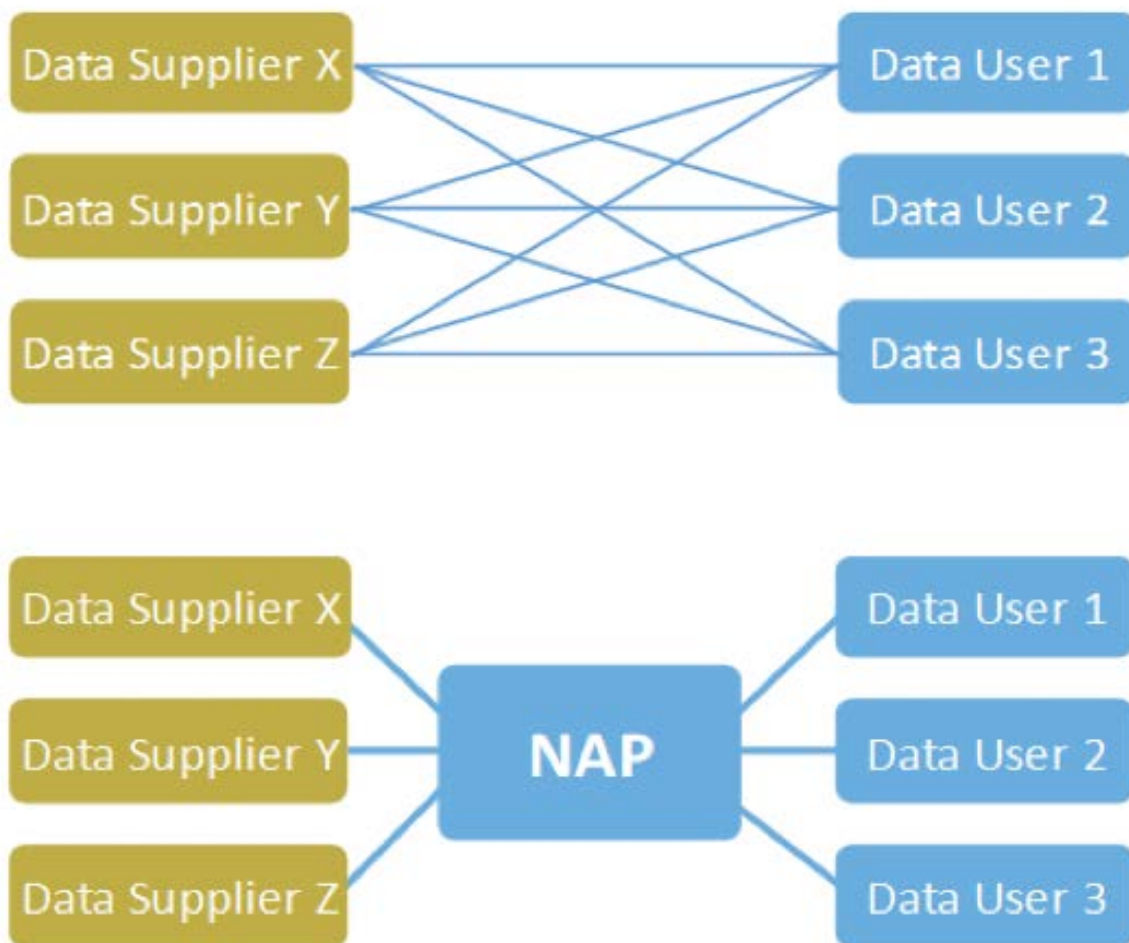 Data Supplier X
Data User 1
Data Supplier Y
Data User 2
Data Supplier Z
Data User 3
Data Supplier X
Data User 1
NAP
Data Supplier Y
Data User 2
Data Supplier Z
Data User 3